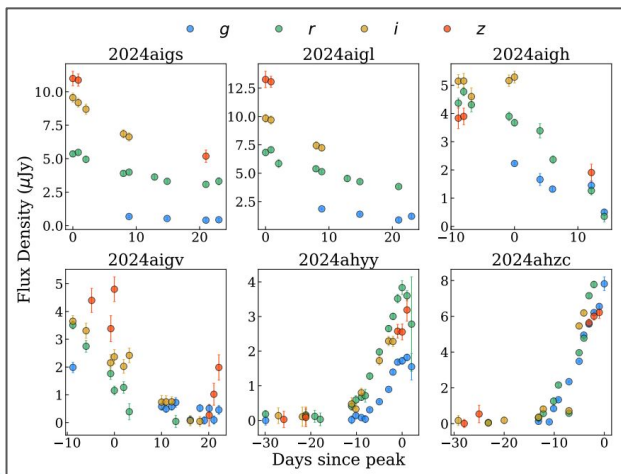 g r i z
2024aigs 2024aigl 2024aigh
10.0 7.5 5.0 2.5 0.0
12.5 10.0 7.5 5.0 2.5
5 4 3 2 1 0
0 10 20
0 10 20
−10 0 10
Flux Density (μJy)
2024aigv 2024ahyy 2024ahzc
5 4 3 2 1 0
4 3 2 1 0
8 6 4 2 0
−10 0 10 20
−30 −20 −10 0
−30 −20 −10 0
Days since peak